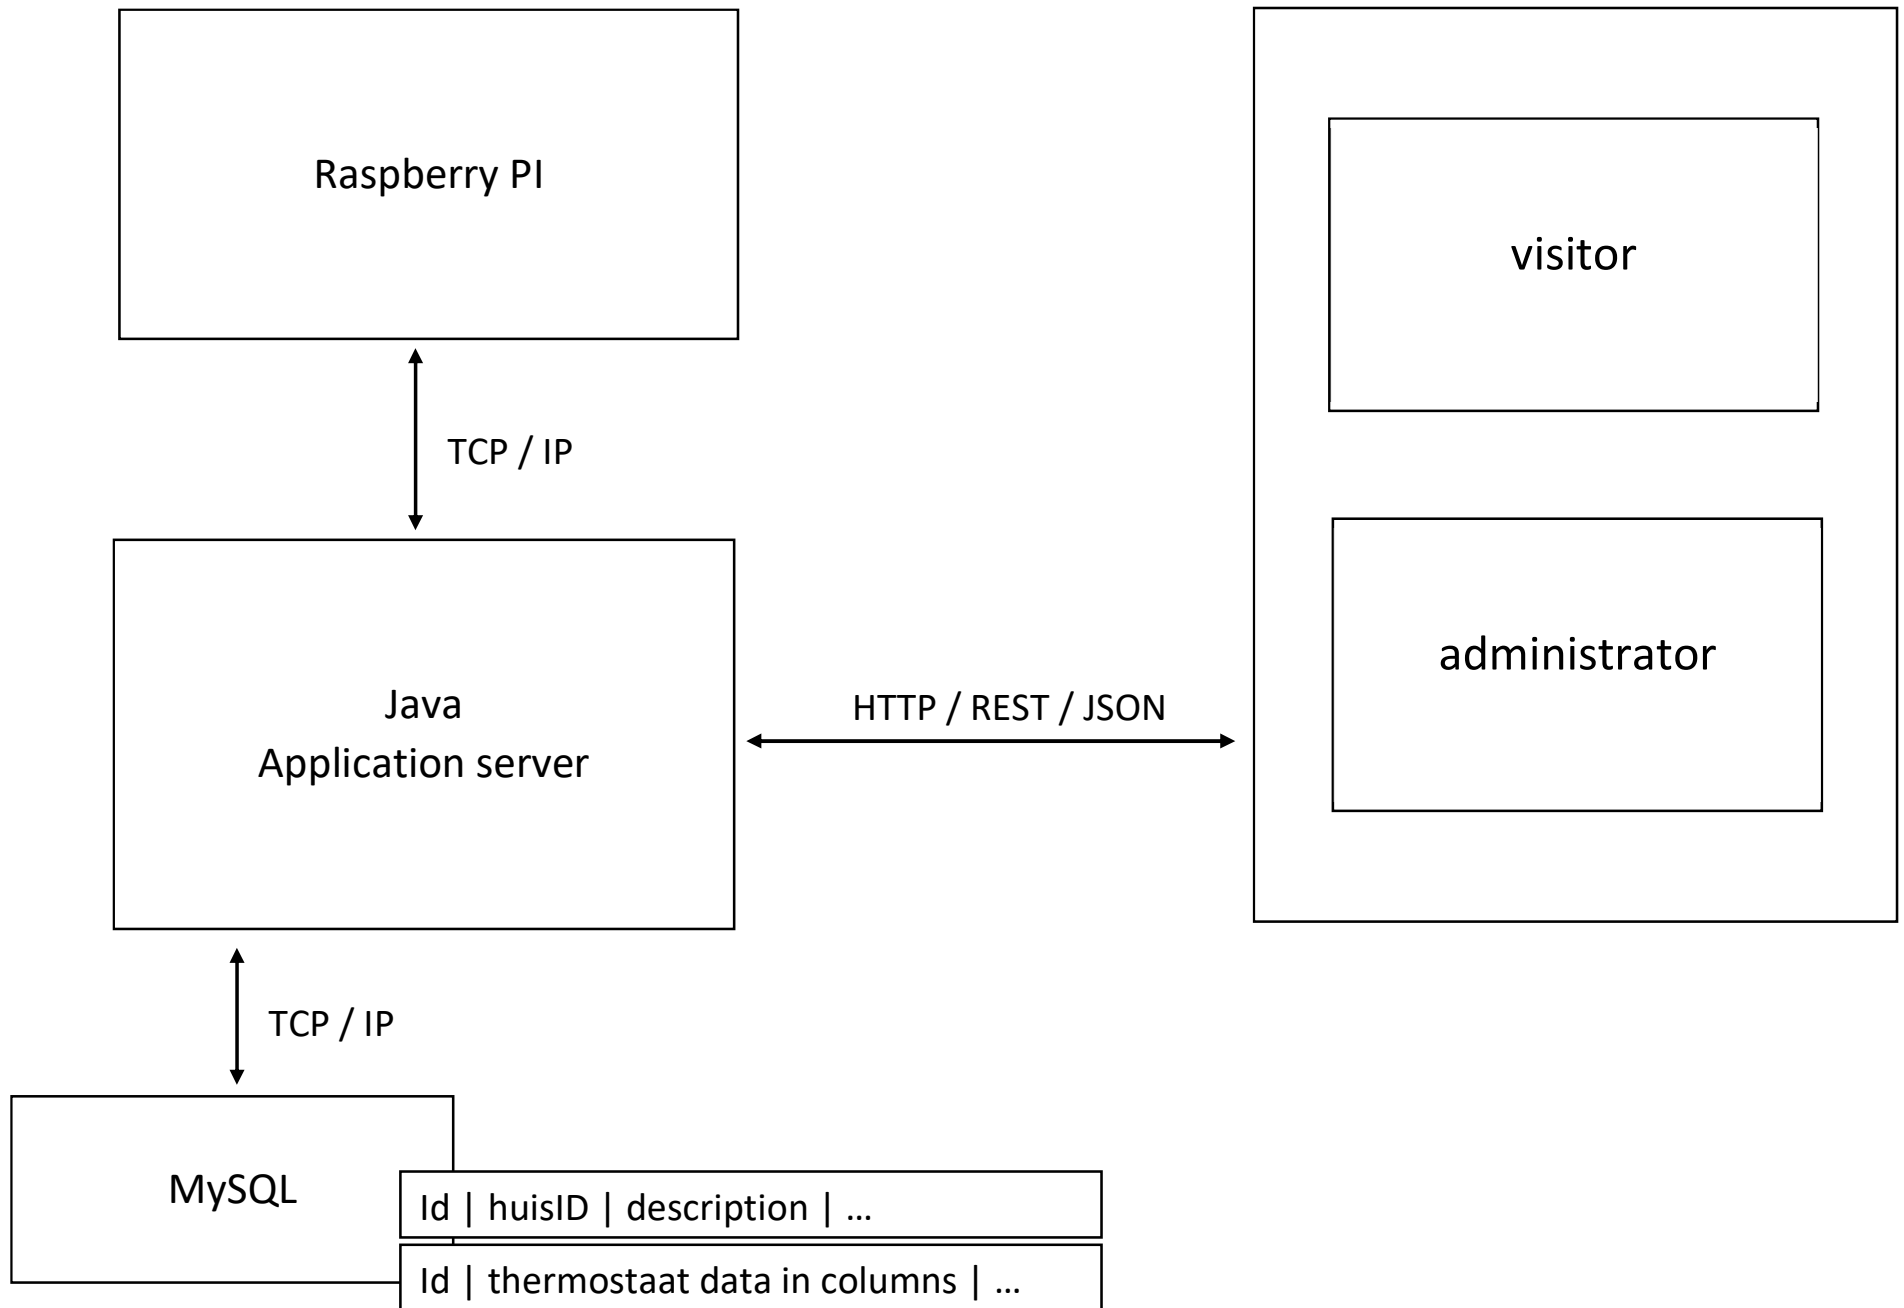 Raspberry PI
visitor
TCP / IP
administrator
Java
Application server
HTTP / REST / JSON
TCP / IP
MySQL
Id | huisID | description | …
Id | thermostaat data in columns | …